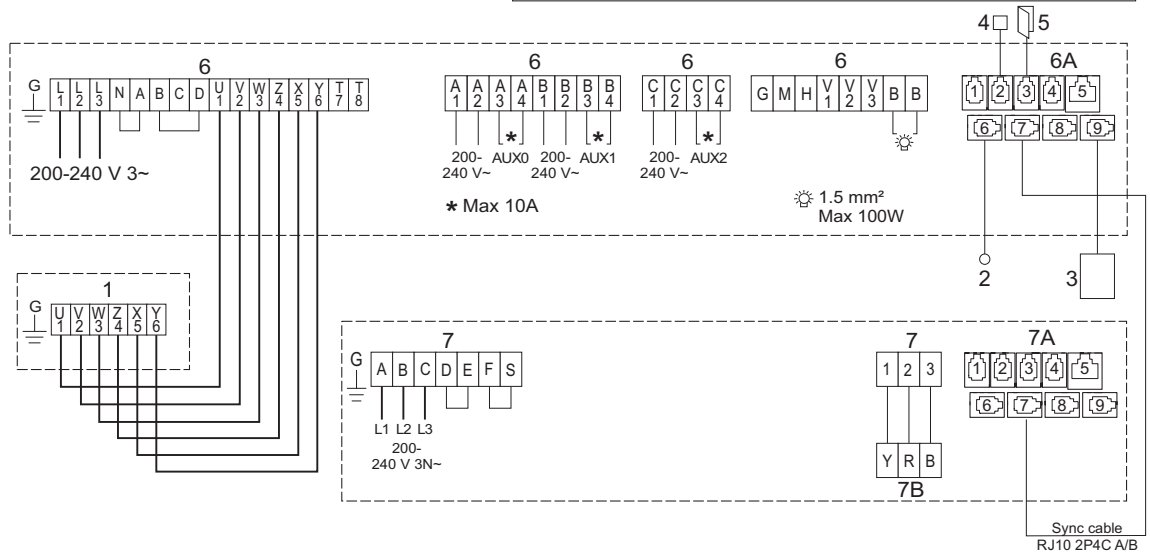 4 5
6 6 6 6 6A
G L1 L2 L3 N A B C D U1 V2 W3 Z4 X5 Y6 T7 T8
A1 A2 A3 A4 B1 B2 B3 B4
C1 C2 C3 C4
G M H V1 V2 V3 B B
1 2 3 4 5
6 7 8 9
200-240 V 3~
200-
240 V~
* AUX0
200-
240 V~
* AUX1
200-
240 V~
* AUX2
* Max 10A
1.5 mm²
Max 100W
2 3
1
G U1 V2 W3 Z4 X5 Y6
7 7 7A
G A B C D E F S
1 2 3
1 2 3 4 5
6 7 8 9
L1 L2 L3
200-
240 V 3N~
Y R B
7B
Sync cable
RJ10 2P4C A/B